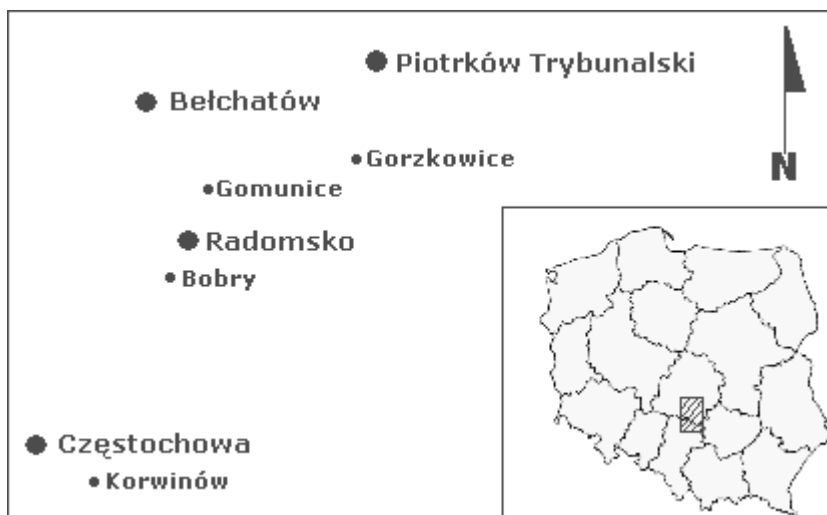 Piotrków Trybunalski
Bełchatów
Gorzkowice
Gomunice
N
Radomsko
Bobry
Częstochowa
Korwinów